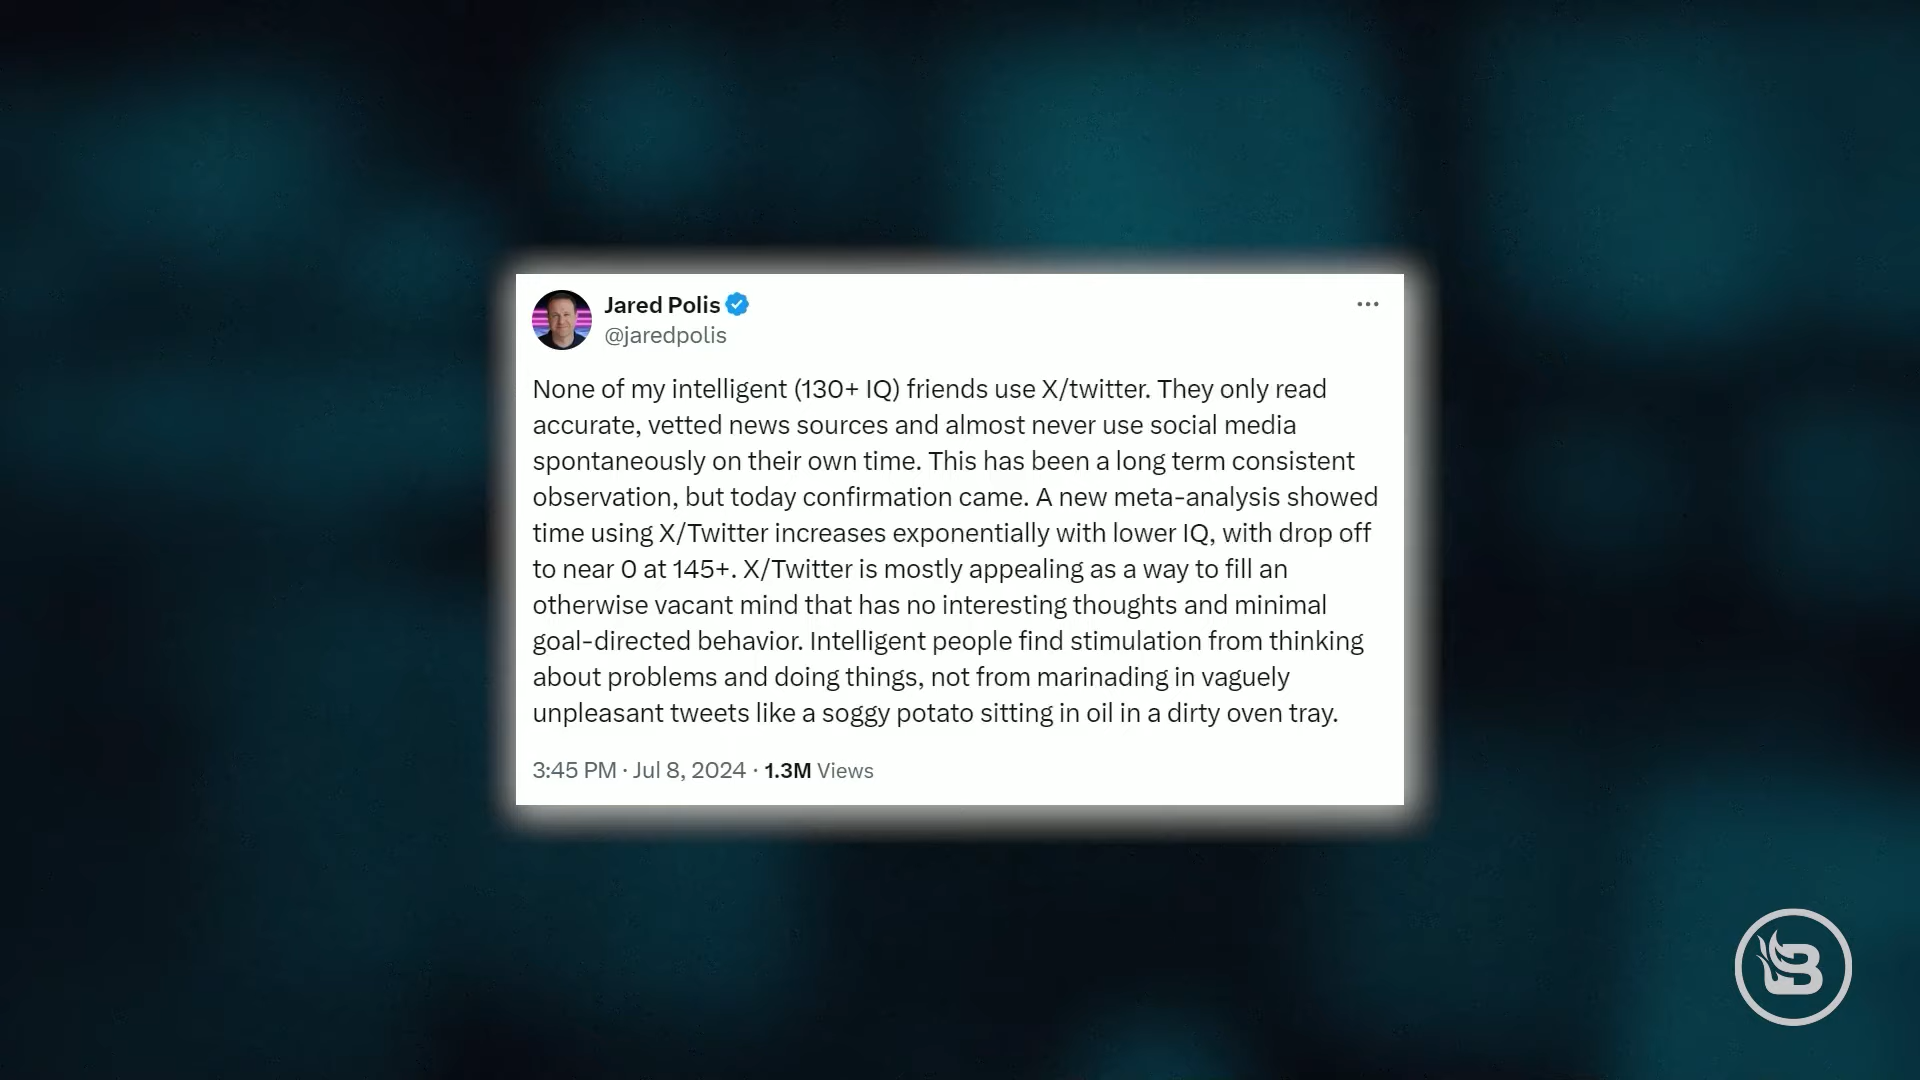 Jared Polis
@jaredpolis
None of my intelligent (130+ IQ) friends use X/twitter. They only read
accurate, vetted news sources and almost never use social media
spontaneously on their own time. This has been a long term consistent
observation, but today confirmation came. A new meta-analysis showed
time using X/Twitter increases exponentially with lower IQ, with drop off
to near 0 at 145+. X/Twitter is mostly appealing as a way to fill an
otherwise vacant mind that has no interesting thoughts and minimal
goal-directed behavior. Intelligent people find stimulation from thinking
about problems and doing things, not from marinading in vaguely
unpleasant tweets like a soggy potato sitting in oil in a dirty oven tray.
3:45 PM · Jul 8, 2024 · 1.3M Views
B